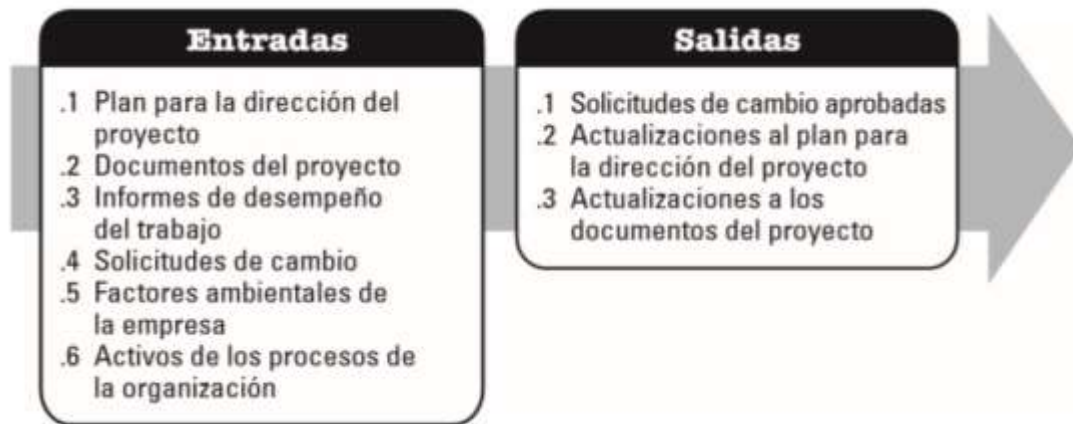 Entradas
.1 Plan para la dirección del
proyecto
.2 Documentos del proyecto
.3 Informes de desempeño
del trabajo
.4 Solicitudes de cambio
.5 Factores ambientales de
la empresa
.6 Activos de los procesos de
la organización
Salidas
.1 Solicitudes de cambio aprobadas
.2 Actualizaciones al plan para
la dirección del proyecto
.3 Actualizaciones a los
documentos del proyecto